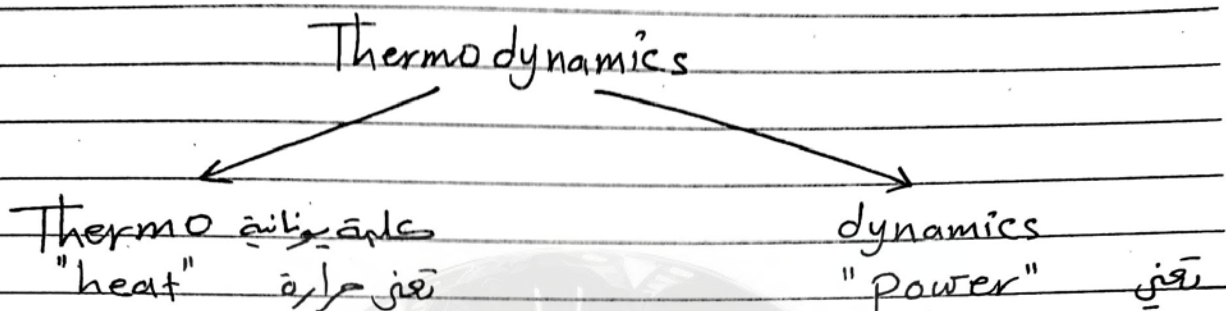 Thermodynamics
Thermo كلمة يونانية dynamics
"heat" تعني حرارة "power" تعني